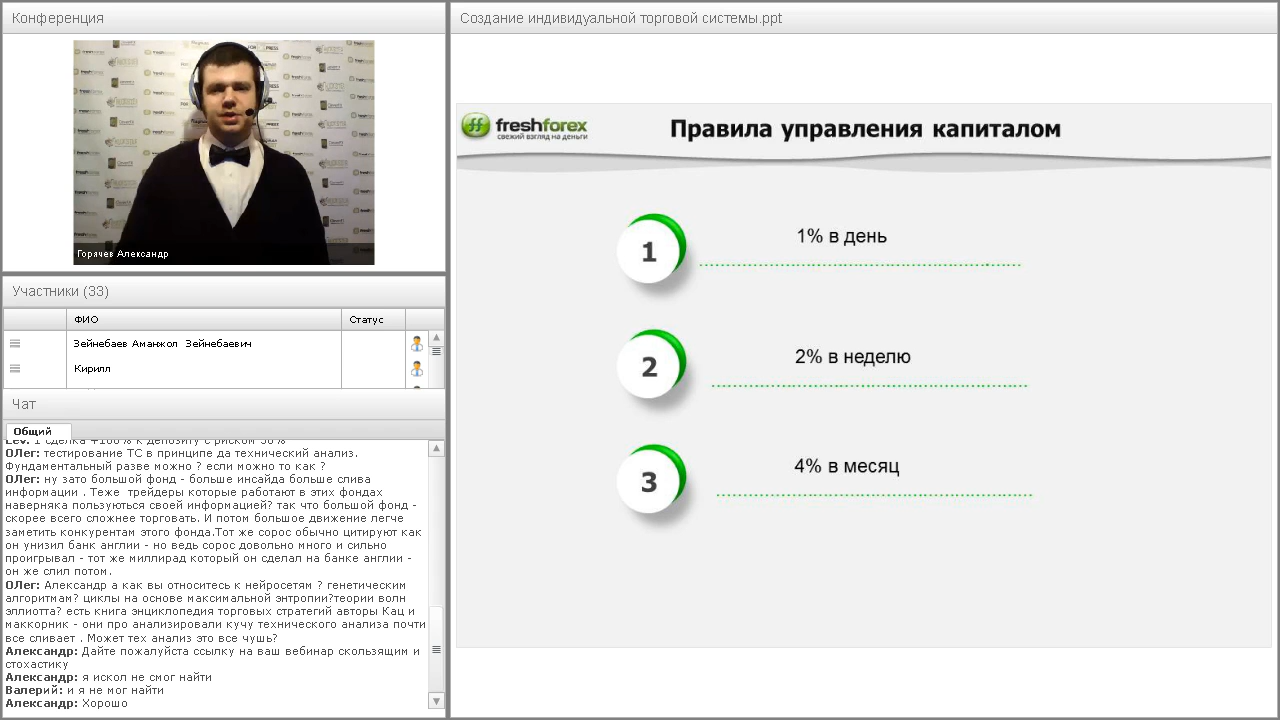 Конференция
Горячев Александр
Участники (33)
ФИО
Статус
Зейнебаев Аманжол Зейнебаевич
Кирилл
Чат
Общий
Lev: 1 сделка +100% к депозиту с риском 50%
ОЛег: тестирование ТС в принципе да технический анализ.
Фундаментальный разве можно ? если можно то как ?
ОЛег: ну зато большой фонд - больше инсайда больше слива
информации . Теже трейдеры которые работают в этих фондах
наверняка пользуються своей информацией? так что большой фонд -
скорее всего сложнее торговать. И потом большое движение легче
заметить конкурентам этого фонда.Тот же сорос обычно цитируют как
он унизил банк англии - но ведь сорос довольно много и сильно
проигрывал - тот же миллирад который он сделал на банке англии -
он же слил потом.
ОЛег: Александр а как вы относитесь к нейросетям ? генетическим
алгоритмам? циклы на основе максимальной энтропии?теории волн
эллиотта? есть книга энциклопедия торговых стратегий авторы Кац и
маккорник - они про анализировали кучу технического анализа почти
все сливает . Может тех анализ это все чушь?
Александр: Дайте пожалуйста ссылку на ваш вебинар скользящим и
стохастику
Александр: я искол не смог найти
Валерий: и я не мог найти
Александр: Хорошо
Создание индивидуальной торговой системы.ppt
ff freshforex
свежий взгляд на деньги
Правила управления капиталом
1
1% в день
2
2% в неделю
3
4% в месяц